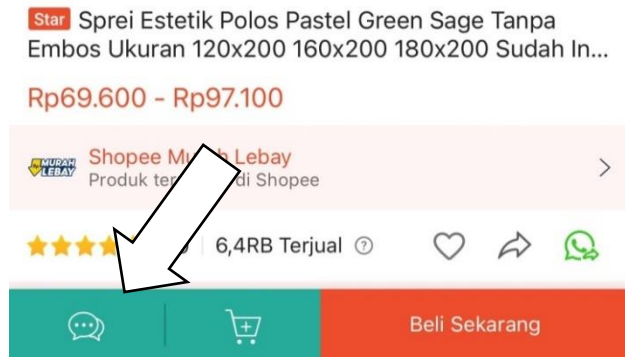 Star Sprei Estetik Polos Pastel Green Sage Tanpa
Embos Ukuran 120x200 160x200 180x200 Sudah In...
Rp69.600 - Rp97.100
MURAH LEBAY
Shopee Lebay
Produk di Shopee
6,4RB Terjual
Beli Sekarang